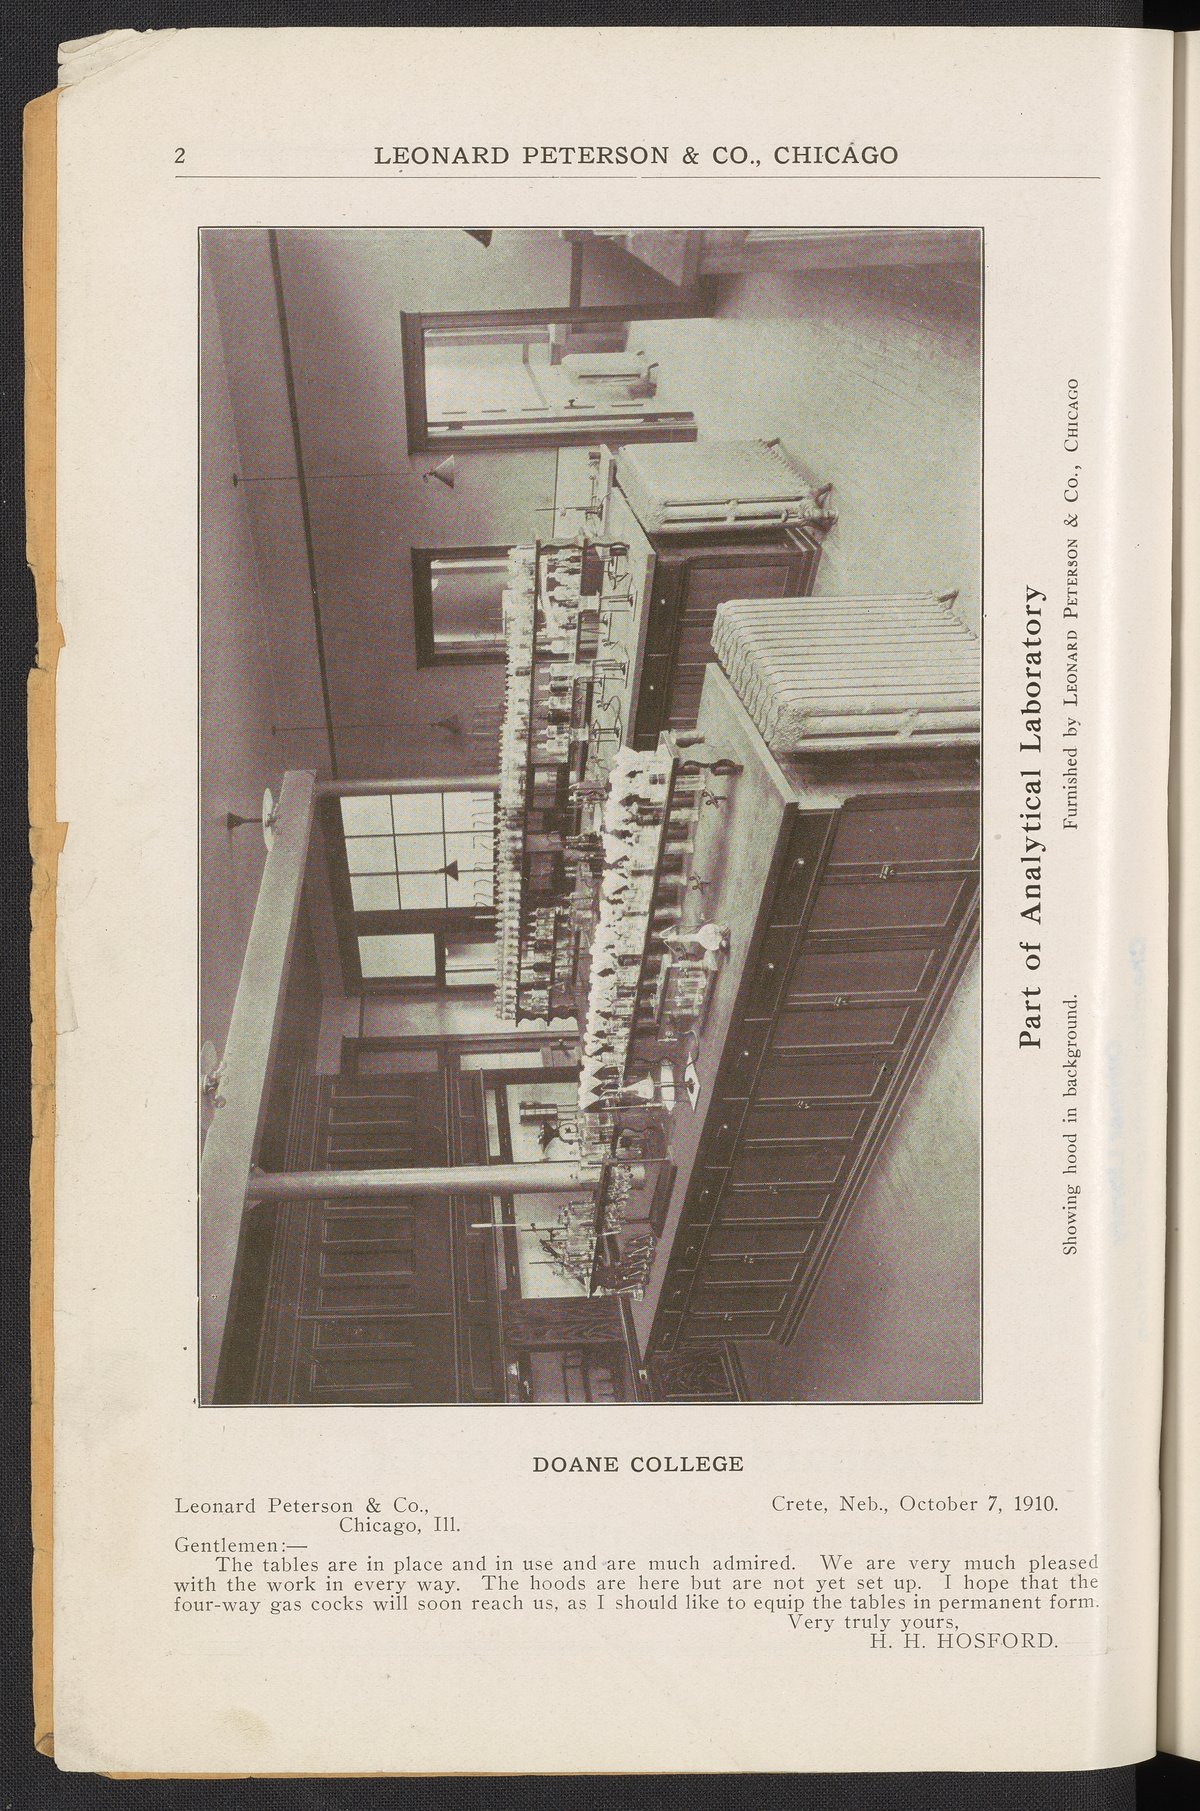 2
LEONARD PETERSON & CO., CHICAGO
Part of Analytical Laboratory
Showing hood in background.
Furnished by LEONARD PETERSON & CO., CHICAGO
DOANE COLLEGE
Leonard Peterson & Co.,
Crete, Neb., October 7, 1910.
Chicago, Ill.
Gentlemen:—
The tables are in place and in use and are much admired. We are very much pleased
with the work in every way. The hoods are here but are not yet set up. I hope that the
four-way gas cocks will soon reach us, as I should like to equip the tables in permanent form.
Very truly yours,
H. H. HOSFORD.